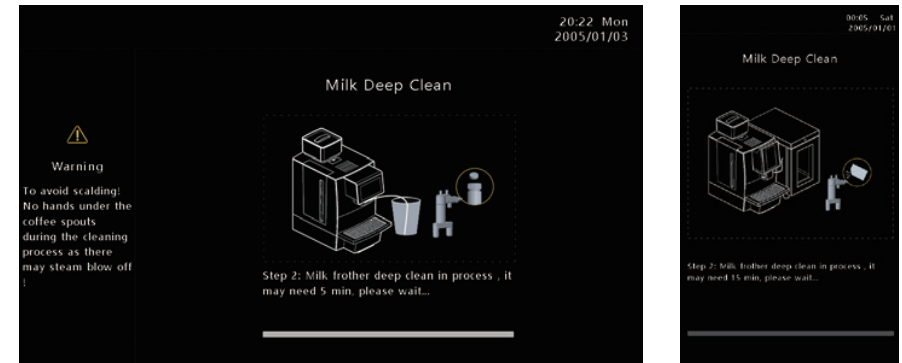 20:22 Mon
2005/01/03
Milk Deep Clean
Warning
To avoid scalding!
No hands under the
coffee spouts
during the cleaning
process as there
may steam blow off
!
Step 2: Milk frother deep clean in process , it
may need 5 min, please wait...
00:05 Sat
2005/01/01
Milk Deep Clean
Step 2: Milk frother deep clean in process , it
may need 15 min, please wait...